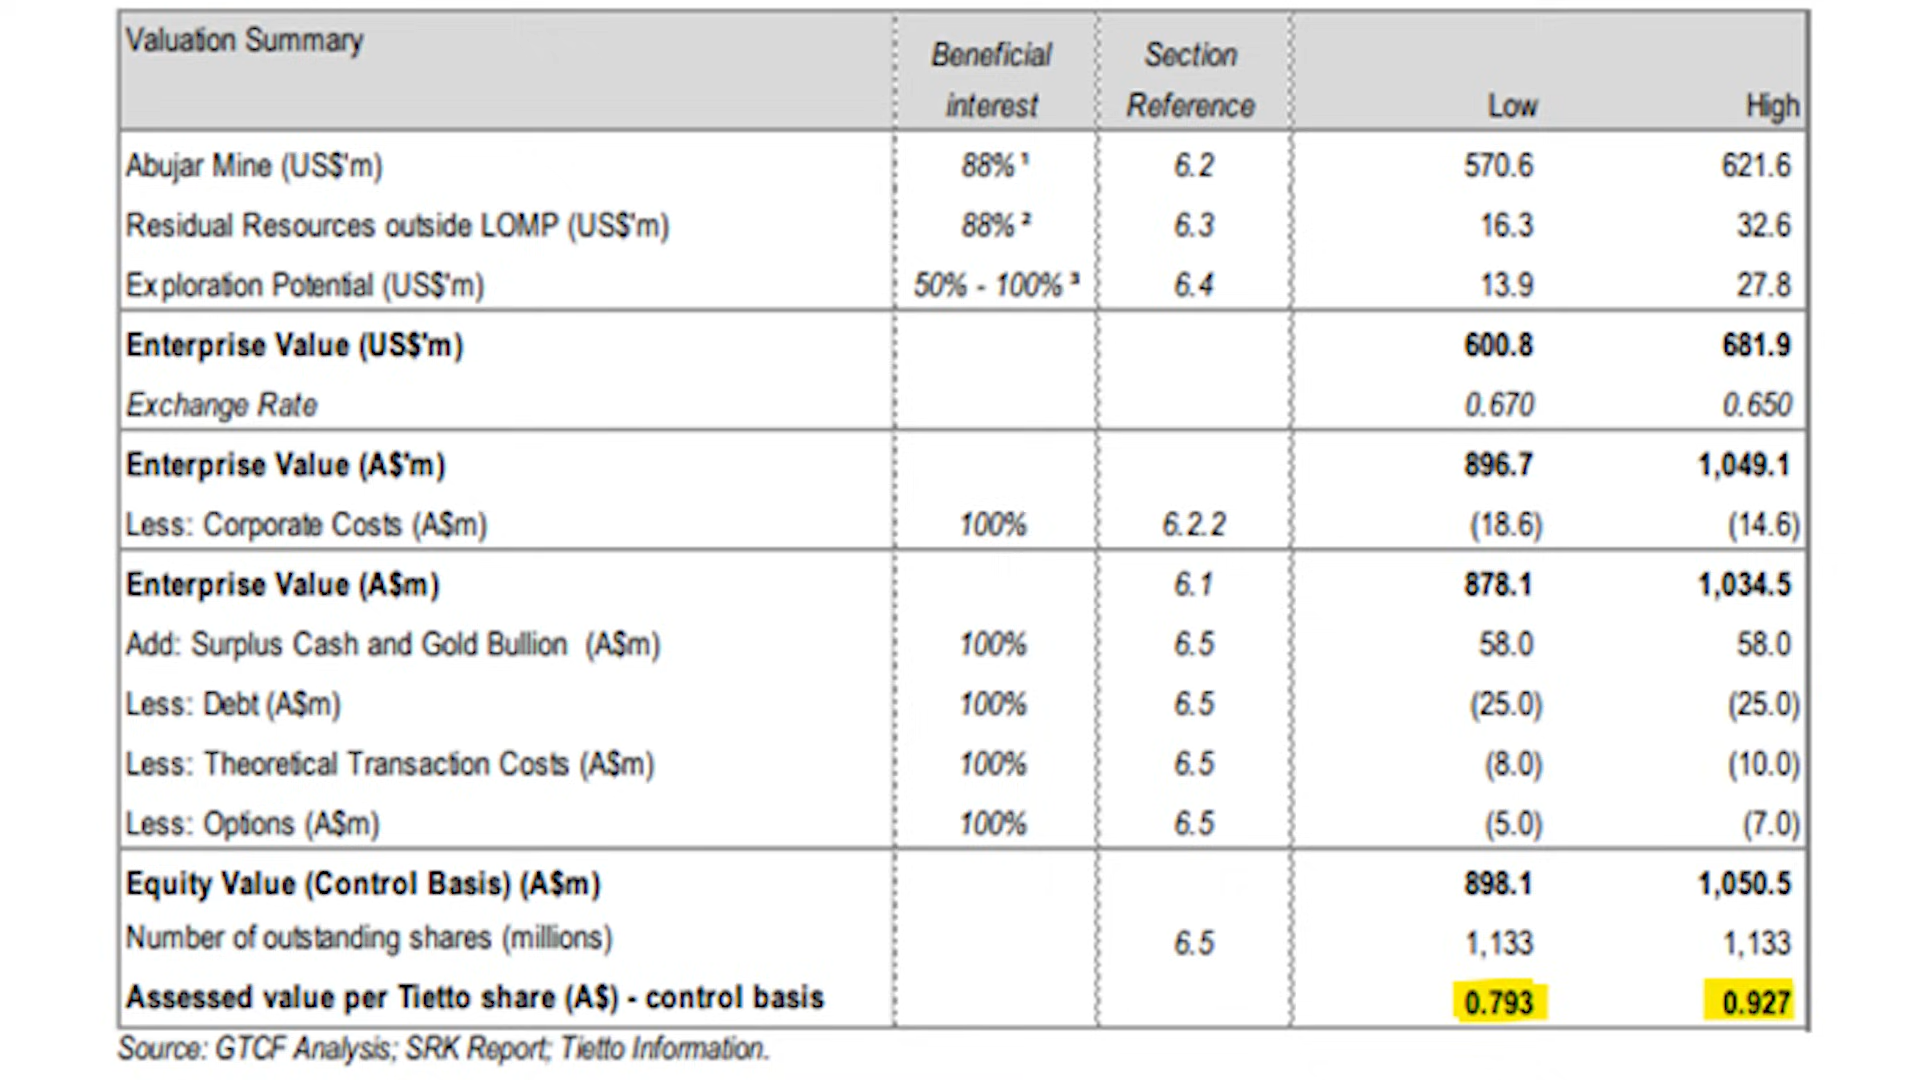 Valuation Summary Beneficial interest Section Reference Low High
Abujar Mine (US$'m) 88% ¹ 6.2 570.6 621.6
Residual Resources outside LOMP (US$'m) 88% ² 6.3 16.3 32.6
Exploration Potential (US$'m) 50% - 100% ³ 6.4 13.9 27.8
Enterprise Value (US$'m) 600.8 681.9
Exchange Rate 0.670 0.650
Enterprise Value (A$'m) 896.7 1,049.1
Less: Corporate Costs (A$m) 100% 6.2.2 (18.6) (14.6)
Enterprise Value (A$m) 6.1 878.1 1,034.5
Add: Surplus Cash and Gold Bullion (A$m) 100% 6.5 58.0 58.0
Less: Debt (A$m) 100% 6.5 (25.0) (25.0)
Less: Theoretical Transaction Costs (A$m) 100% 6.5 (8.0) (10.0)
Less: Options (A$m) 100% 6.5 (5.0) (7.0)
Equity Value (Control Basis) (A$m) 898.1 1,050.5
Number of outstanding shares (millions) 6.5 1,133 1,133
Assessed value per Tietto share (A$) - control basis 0.793 0.927
Source: GTCF Analysis; SRK Report; Tietto Information.